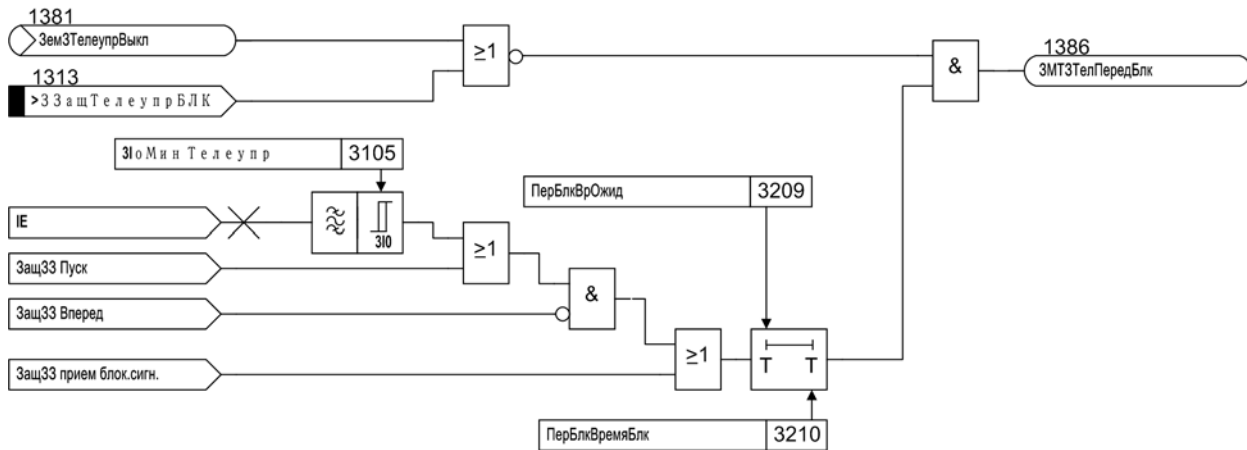 1381
ЗемЗТелеупрВыкл
≥1
&
1386
ЗМТЗТелПередБлк
1313
>ЗЗащТелеупрБЛК
3IоМин Телеупр 3105
ПерБлкВрОжид 3209
IE
3I0
≥1
ЗащЗЗ Пуск
&
ЗащЗЗ Вперед
≥1
T T
ЗащЗЗ прием блок.сигн.
ПерБлкВремяБлк 3210